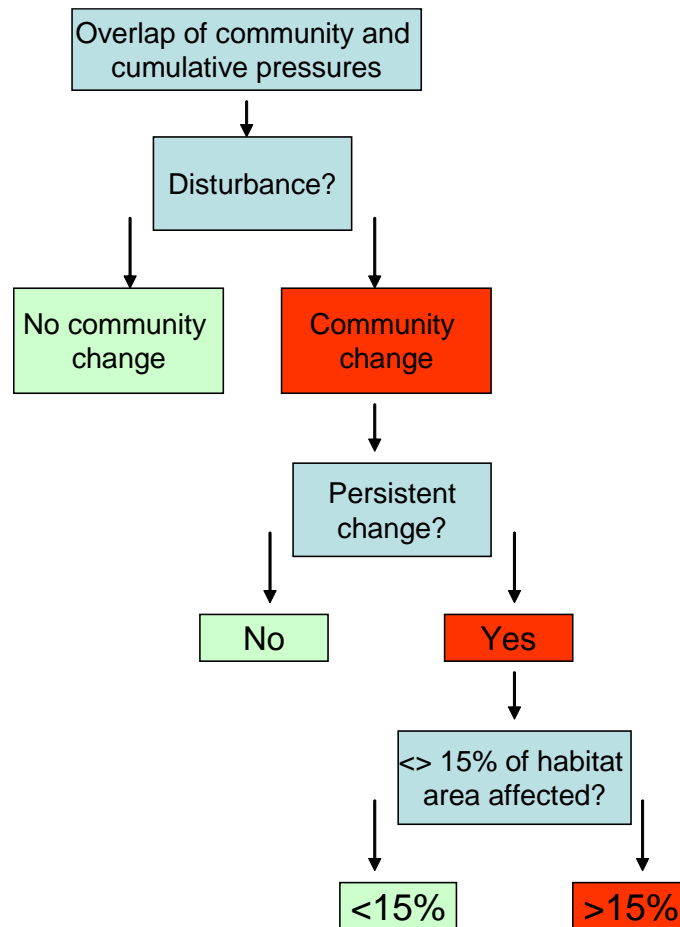 Overlap of community and
cumulative pressures
Disturbance?
No community
change
Community
change
Persistent
change?
No
Yes
<> 15% of habitat
area affected?
<15%
>15%